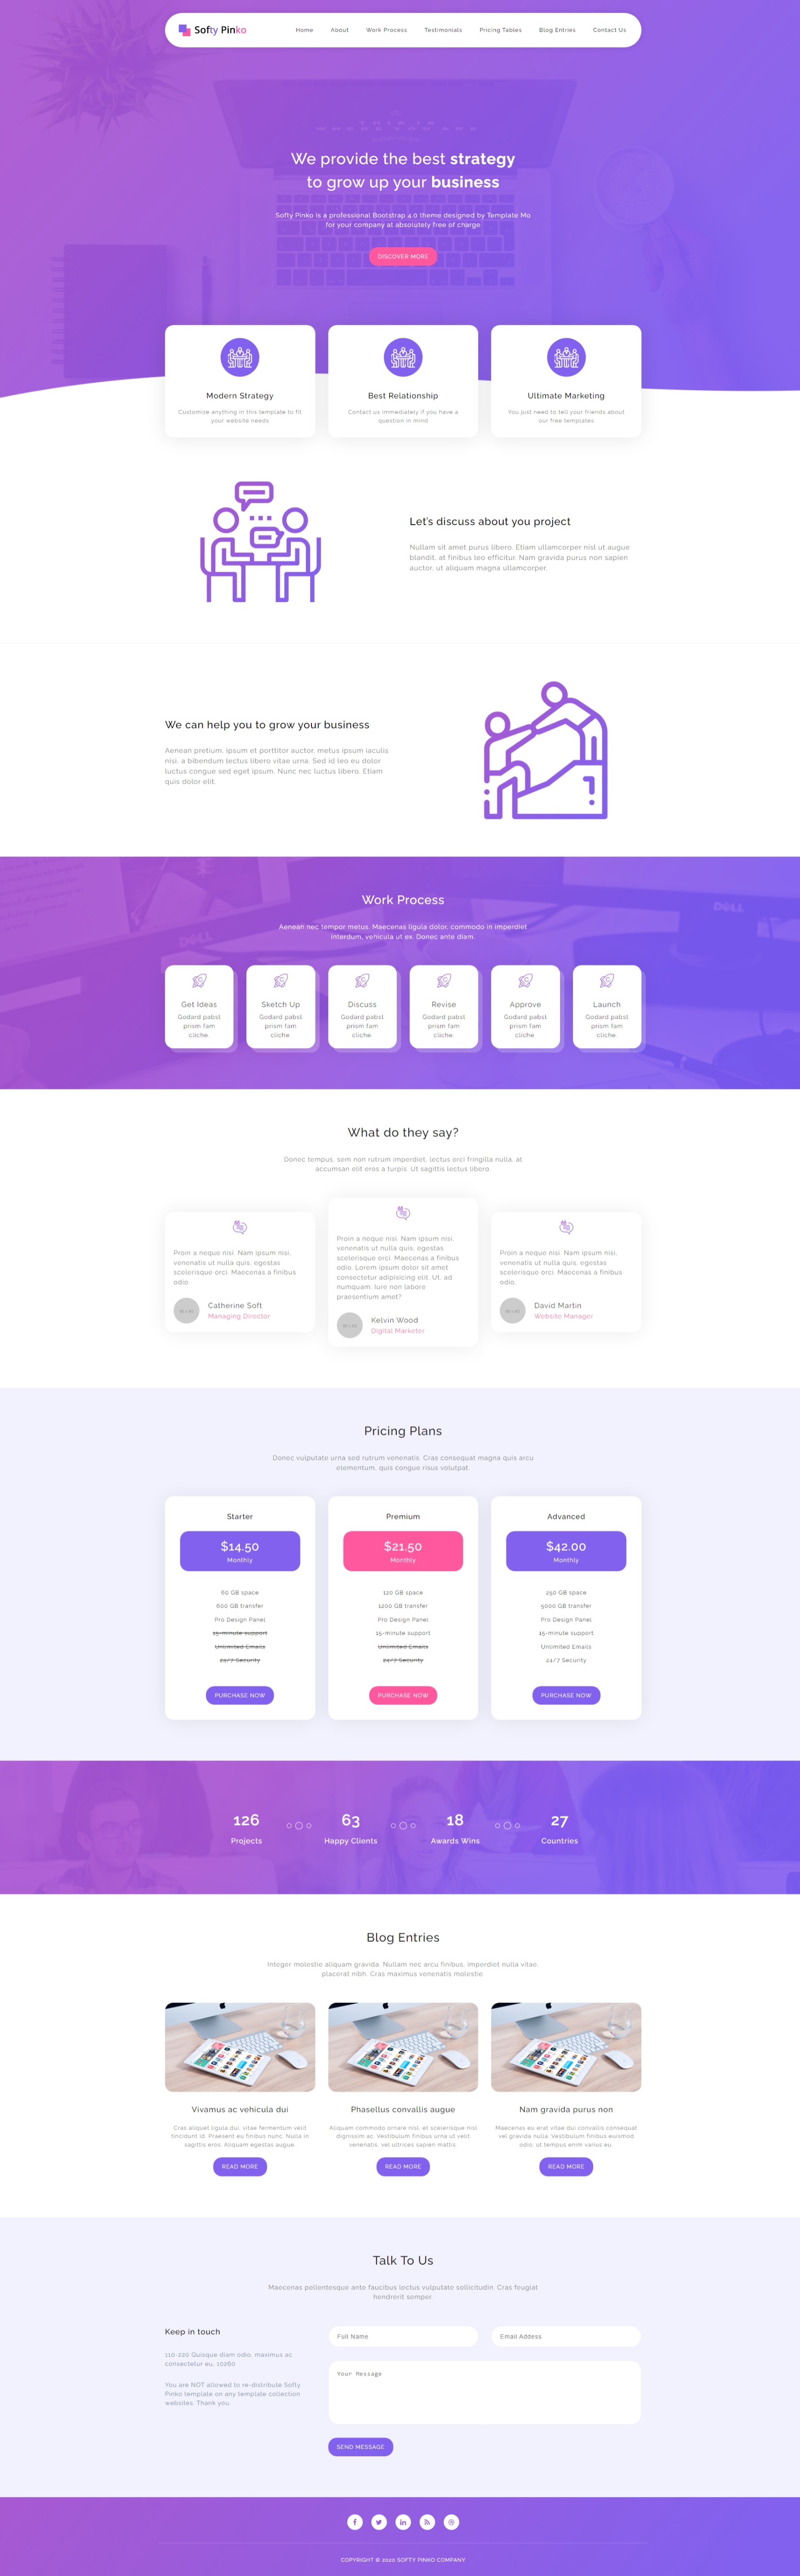 Softy Pinko
Home About Work Process Testimonials Pricing Tables Blog Entries Contact Us
We provide the best strategy
to grow up your business
Softy Pinko is a professional Bootstrap 4.0 theme designed by Template Mo
for your company at absolutely free of charge
DISCOVER MORE
Modern Strategy
Customize anything in this template to fit
your website needs
Best Relationship
Contact us immediately if you have a
question in mind
Ultimate Marketing
You just need to tell your friends about
our free templates
Let's discuss about you project
Nullam sit amet purus libero. Etiam ullamcorper nisl ut augue
blandit, at finibus leo efficitur. Nam gravida purus non sapien
auctor, ut aliquam magna ullamcorper.
We can help you to grow your business
Aenean pretium, ipsum et porttitor auctor, metus ipsum iaculis
nisi, a bibendum lectus libero vitae urna. Sed id leo eu dolor
luctus congue sed eget ipsum. Nunc nec luctus libero. Etiam
quis dolor elit.
Work Process
Aenean nec tempor metus. Maecenas ligula dolor, commodo in imperdiet
interdum, vehicula ut ex. Donec ante diam.
DELL
DELL
Get Ideas
Godard pabst
prism fam
cliche.
Sketch Up
Godard pabst
prism fam
cliche.
Discuss
Godard pabst
prism fam
cliche.
Revise
Godard pabst
prism fam
cliche.
Approve
Godard pabst
prism fam
cliche.
Launch
Godard pabst
prism fam
cliche.
What do they say?
Donec tempus, sem non rutrum imperdiet, lectus orci fringilla nulla, at
accumsan elit eros a turpis. Ut sagittis lectus libero.
Proin a neque nisi. Nam ipsum nisi,
venenatis ut nulla quis, egestas
scelerisque orci. Maecenas a finibus
odio.
Catherine Soft
Managing Director
Proin a neque nisi. Nam ipsum nisi,
venenatis ut nulla quis, egestas
scelerisque orci. Maecenas a finibus
odio. Lorem ipsum dolor sit amet
consectetur adipisicing elit. Ut, ad
numquam. Iure non labore
praesentium amet?
Kelvin Wood
Digital Marketer
Proin a neque nisi. Nam ipsum nisi,
venenatis ut nulla quis, egestas
scelerisque orci. Maecenas a finibus
odio.
David Martin
Website Manager
Pricing Plans
Donec vulputate urna sed rutrum venenatis. Cras consequat magna quis arcu
elementum, quis congue risus volutpat.
Starter
$14.50
Monthly
60 GB space
600 GB transfer
Pro Design Panel
15-minute support
Unlimited Emails
24/7 Security
PURCHASE NOW
Premium
$21.50
Monthly
120 GB space
1200 GB transfer
Pro Design Panel
15-minute support
Unlimited Emails
24/7 Security
PURCHASE NOW
Advanced
$42.00
Monthly
250 GB space
5000 GB transfer
Pro Design Panel
15-minute support
Unlimited Emails
24/7 Security
PURCHASE NOW
126
Projects
63
Happy Clients
18
Awards Wins
27
Countries
Blog Entries
Integer molestie aliquam gravida. Nullam nec arcu finibus, imperdiet nulla vitae,
placerat nibh. Cras maximus venenatis molestie.
Vivamus ac vehicula dui
Cras aliquet ligula dui, vitae fermentum velit
tincidunt id. Praesent eu finibus nunc. Nulla in
sagittis eros. Aliquam egestas augue.
READ MORE
Phasellus convallis augue
Aliquam commodo ornare nisl, et scelerisque nisl
dignissim ac. Vestibulum finibus urna ut velit
venenatis, vel ultrices sapien mattis.
READ MORE
Nam gravida purus non
Maecenas eu erat vitae dui convallis consequat
vel gravida nulla. Vestibulum finibus euismod
odio, ut tempus enim varius eu.
READ MORE
Talk To Us
Maecenas pellentesque ante faucibus lectus vulputate sollicitudin. Cras feugiat
hendrerit semper.
Keep in touch
110-220 Quisque diam odio, maximus ac
consectetur eu, 10260
You are NOT allowed to re-distribute Softy
Pinko template on any template collection
websites. Thank you.
Full Name
Email Addess
Your Message
SEND MESSAGE
COPYRIGHT © 2020 SOFTY PINKO COMPANY